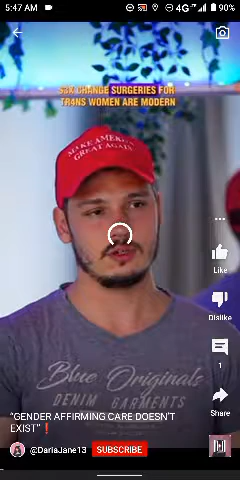 5:47 AM
4G
90%
S3X CHANGE SURGERIES FOR
TR4NS WOMEN ARE MODERN
MAKE AMERICA
GREAT AGAIN
Like
Dislike
1
Share
Blue Originals
DENIM GARMENTS
"GENDER AFFIRMING CARE DOESN'T
EXIST"❗
@DariaJane13
SUBSCRIBE